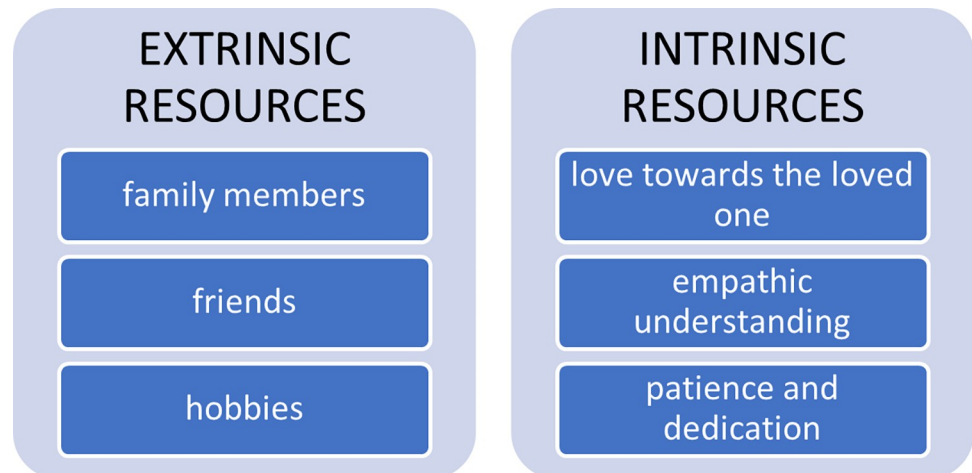 EXTRINSIC
RESOURCES
family members
friends
hobbies
INTRINSIC
RESOURCES
love towards the loved
one
empathic
understanding
patience and
dedication